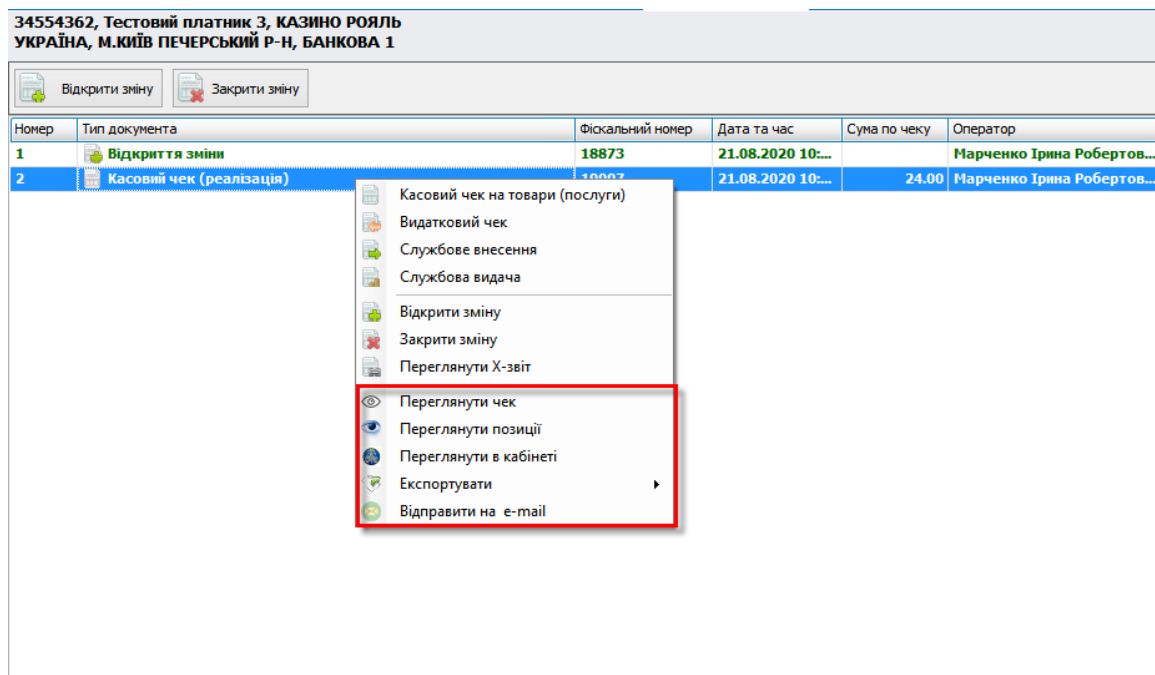 34554362, Тестовий платник 3, КАЗИНО РОЯЛЬ
УКРАЇНА, М.КИЇВ ПЕЧЕРСЬКИЙ Р-Н, БАНКОВА 1
Відкрити зміну Закрити зміну
Номер Тип документа Фіскальний номер Дата та час Сума по чеку Оператор
1 Відкриття зміни 18873 21.08.2020 10:... Марченко Ірина Робертов...
2 Касовий чек (реалізація) 21.08.2020 10:... 24.00 Марченко Ірина Робертов...
Касовий чек на товари (послуги)
Видатковий чек
Службове внесення
Службова видача
Відкрити зміну
Закрити зміну
Переглянути X-звіт
Переглянути чек
Переглянути позиції
Переглянути в кабінеті
Експортувати
Відправити на e-mail